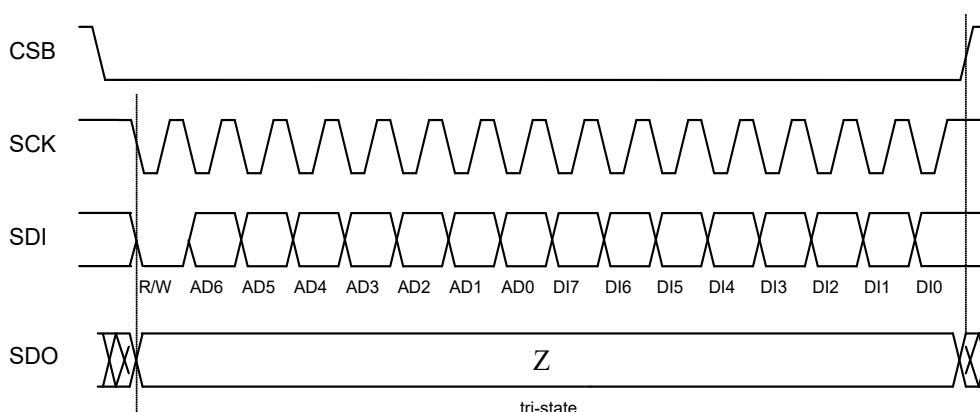 CSB
SCK
SDI
R/W AD6 AD5 AD4 AD3 AD2 AD1 AD0 DI7 DI6 DI5 DI4 DI3 DI2 DI1 DI0
SDO
Z
tri-state